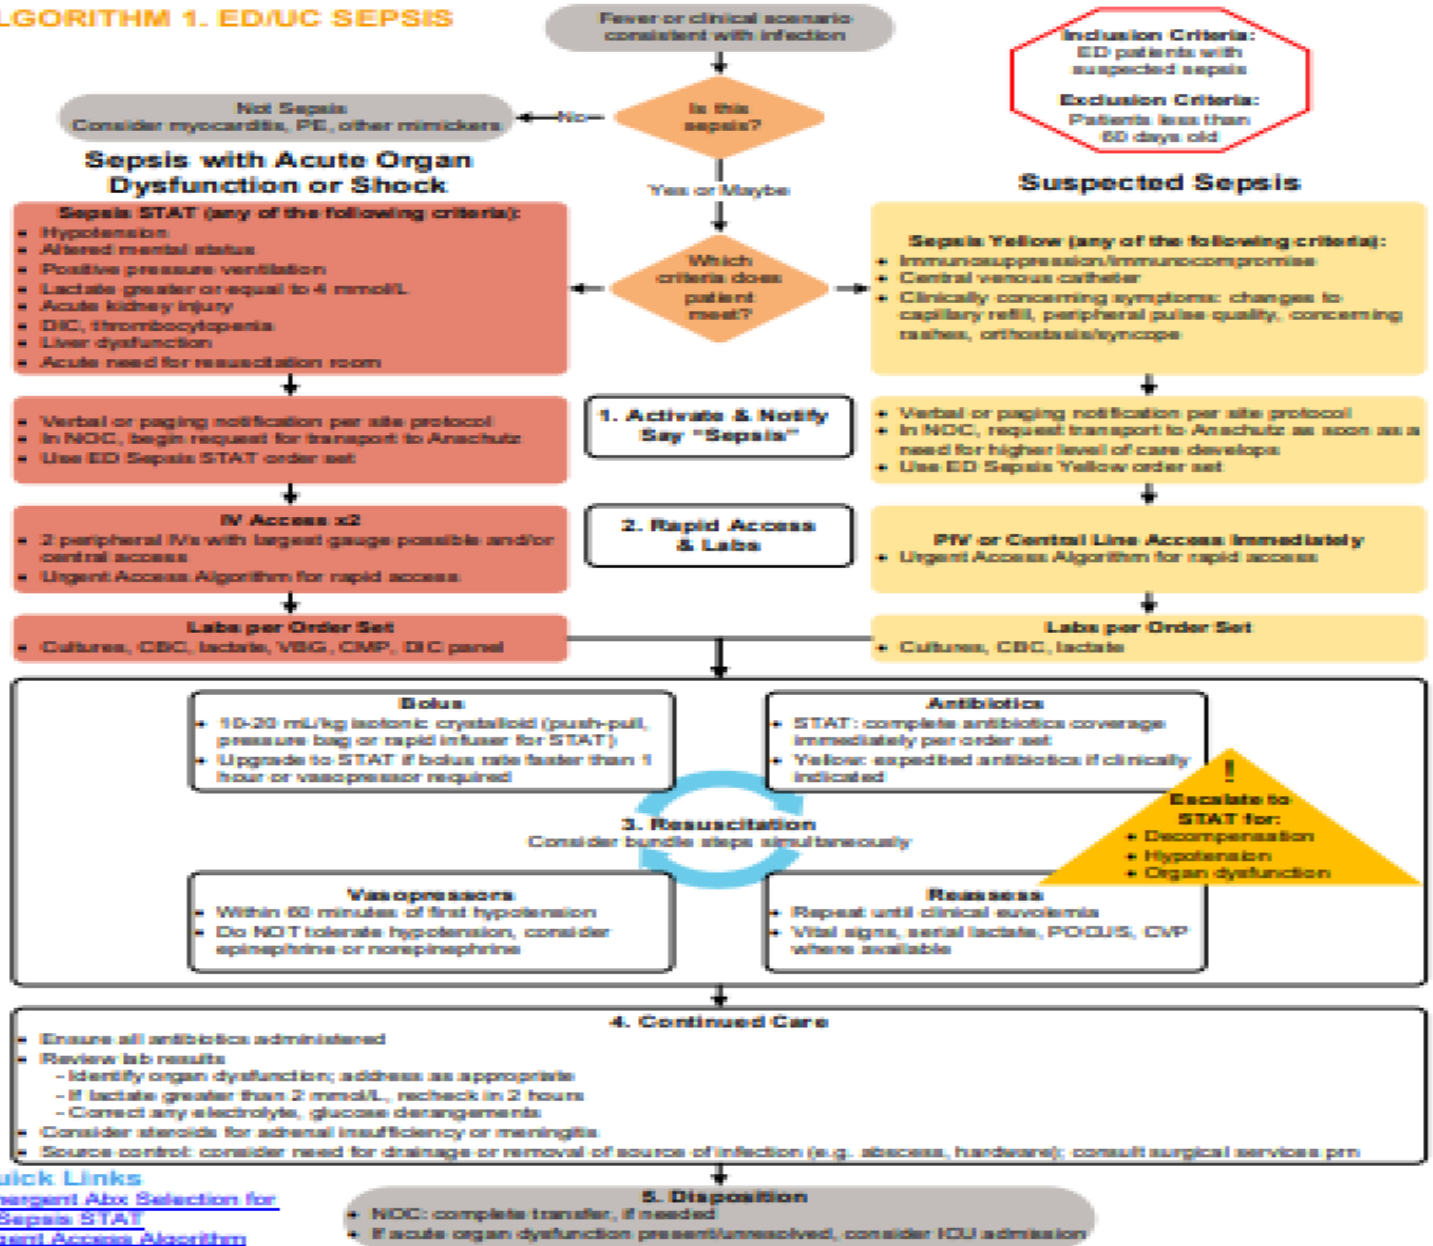 LGORITHM 1. ED/UC SEPSIS
Fever or clinical scenario
consistent with infection
Inclusion Criteria:
ED patients with
suspected sepsis
Exclusion Criteria:
Patients less than
60 days old
Is this
sepsis?
No
Not Sepsis
Consider myocarditis, PE, other mimickers
Yes or Maybe
Which
criteria does
patient
meet?
Sepsis with Acute Organ
Dysfunction or Shock
Sepsis STAT (any of the following criteria):
• Hypotension
• Altered mental status
• Positive pressure ventilation
• Lactate greater or equal to 4 mmol/L
• Acute kidney injury
• DIC, thrombocytopenia
• Liver dysfunction
• Acute need for resuscitation room
Suspected Sepsis
Sepsis Yellow (any of the following criteria):
• Immunosuppression/immunocompromise
• Central venous catheter
• Clinically concerning symptoms: changes to
capillary refill, peripheral pulse quality, concerning
rashes, orthostasis/syncope
1. Activate & Notify
Say "Sepsis"
• Verbal or paging notification per site protocol
• In NOC, begin request for transport to Anschutz
• Use ED Sepsis STAT order set
• Verbal or paging notification per site protocol
• In NOC, request transport to Anschutz as soon as a
need for higher level of care develops
• Use ED Sepsis Yellow order set
2. Rapid Access
& Labs
IV Access x2
• 2 peripheral IVs with largest gauge possible and/or
central access
• Urgent Access Algorithm for rapid access
PIV or Central Line Access Immediately
• Urgent Access Algorithm for rapid access
Labs per Order Set
• Cultures, CBC, lactate, VBG, CMP, DIC panel
Labs per Order Set
• Cultures, CBC, lactate
Bolus
• 10-20 mL/kg isotonic crystalloid (push-pull,
pressure bag or rapid infuser for STAT)
• Upgrade to STAT if bolus rate faster than 1
hour or vasopressor required
Antibiotics
• STAT: complete antibiotics coverage
immediately per order set
• Yellow: expedited antibiotics if clinically
indicated
3. Resuscitation
Consider bundle steps simultaneously
!
Escalate to
STAT for:
• Decompensation
• Hypotension
• Organ dysfunction
Vasopressors
• Within 60 minutes of first hypotension
• Do NOT tolerate hypotension, consider
epinephrine or norepinephrine
Reassess
• Repeat until clinical euvolemia
• Vital signs, serial lactate, POCUS, CVP
where available
4. Continued Care
• Ensure all antibiotics administered
• Review lab results
- Identify organ dysfunction; address as appropriate
- If lactate greater than 2 mmol/L, recheck in 2 hours
- Correct any electrolyte, glucose derangements
• Consider steroids for adrenal insufficiency or meningitis
• Source control: consider need for drainage or removal of source of infection (e.g. abscess, hardware); consult surgical services prn
5. Disposition
• NOC: complete transfer, if needed
• If acute organ dysfunction present/unresolved, consider ICU admission
uick Links
mergent Abx Selection for
Sepsis STAT
gent Access Algorithm